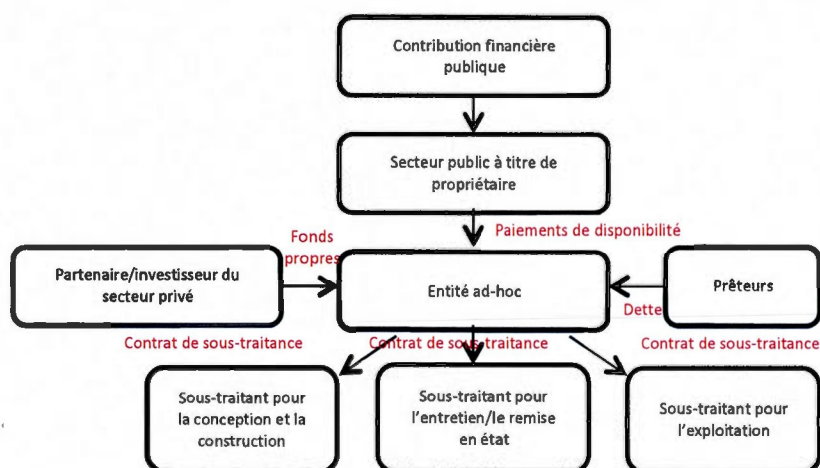 Contribution financière
publique
Secteur public à titre de
propriétaire
Paiements de disponibilité
Fonds
propres
Partenaire/investisseur du
secteur privé
Entité ad-hoc
Prêteurs
Dette
Contrat de sous-traitance
Contrat de sous-traitance
Contrat de sous-traitance
Sous-traitant pour
la conception et la
construction
Sous-traitant pour
l'entretien/le remise
en état
Sous-traitant pour
l'exploitation